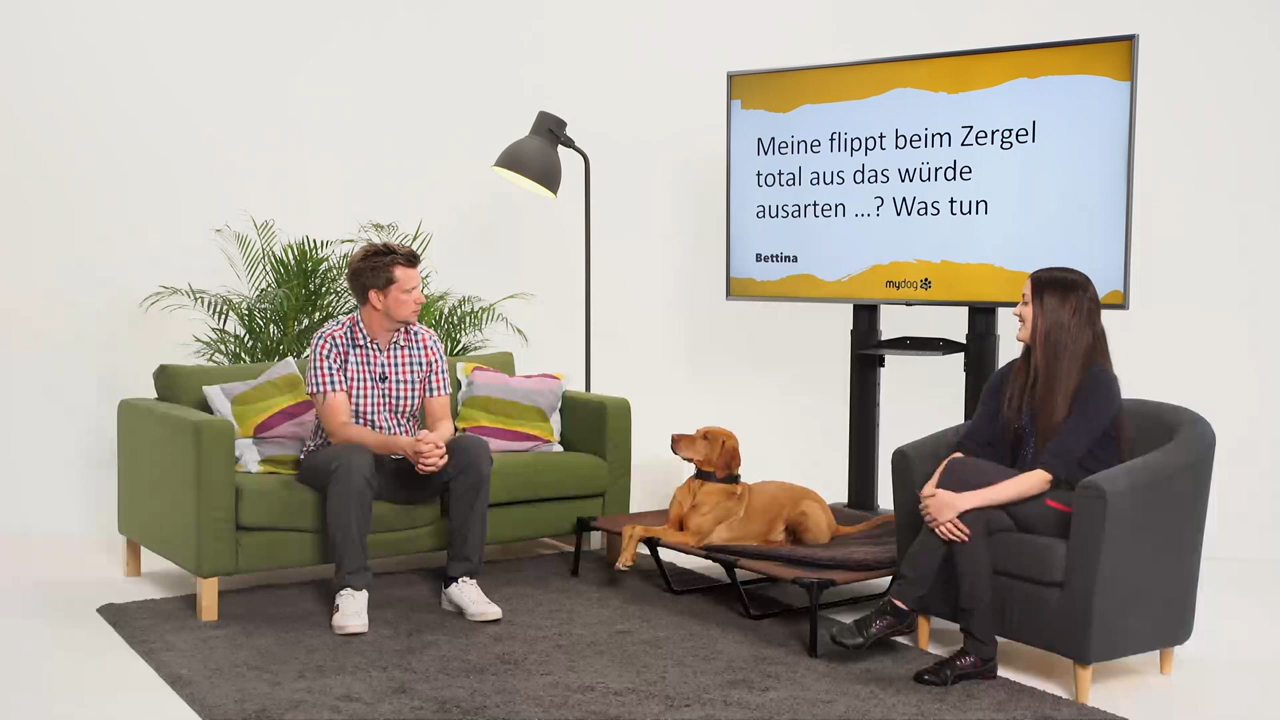 Meine flippt beim Zergel
total aus das würde
ausarten ...? Was tun
Bettina
mydog